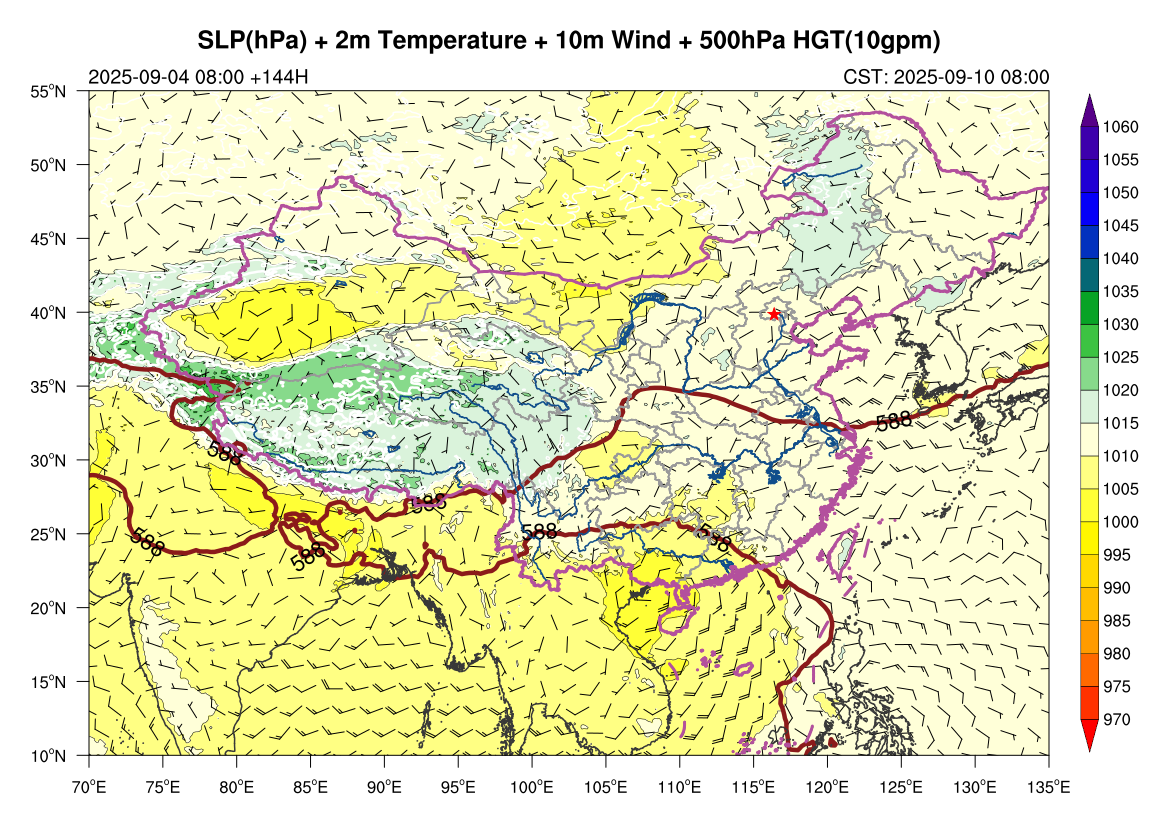 SLP(hPa) + 2m Temperature + 10m Wind + 500hPa HGT(10gpm)
2025-09-04 08:00 +144H
CST: 2025-09-10 08:00
55°N
50°N
45°N
40°N
35°N
30°N
25°N
20°N
15°N
10°N
588
588
588
588
588
588
588
70°E
75°E
80°E
85°E
90°E
95°E
100°E
105°E
110°E
115°E
120°E
125°E
130°E
135°E
1060
1055
1050
1045
1040
1035
1030
1025
1020
1015
1010
1005
1000
995
990
985
980
975
970